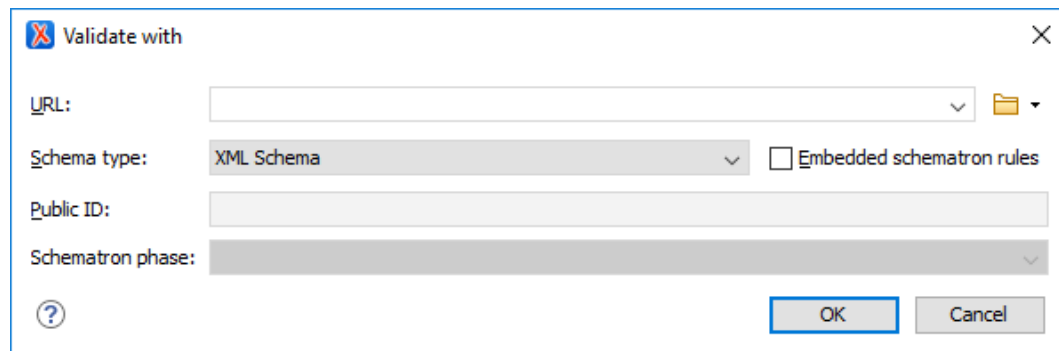 Validate with
URL:
Schema type: XML Schema Embedded schematron rules
Public ID:
Schematron phase:
? OK Cancel